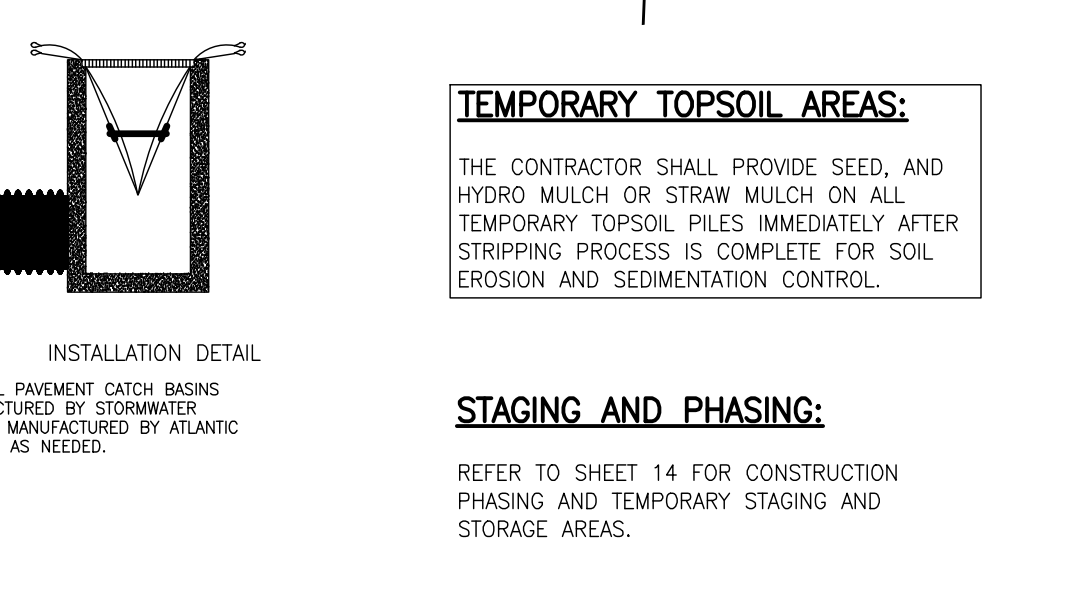 TEMPORARY TOPSOIL AREAS:
THE CONTRACTOR SHALL PROVIDE SEED, AND
HYDRO MULCH OR STRAW MULCH ON ALL
TEMPORARY TOPSOIL PILES IMMEDIATELY AFTER
STRIPPING PROCESS IS COMPLETE FOR SOIL
EROSION AND SEDIMENTATION CONTROL.
INSTALLATION DETAIL
PAVEMENT CATCH BASINS
BY STORMWATER
MANUFACTURED BY ATLANTIC
AS NEEDED.
STAGING AND PHASING:
REFER TO SHEET 14 FOR CONSTRUCTION
PHASING AND TEMPORARY STAGING AND
STORAGE AREAS.